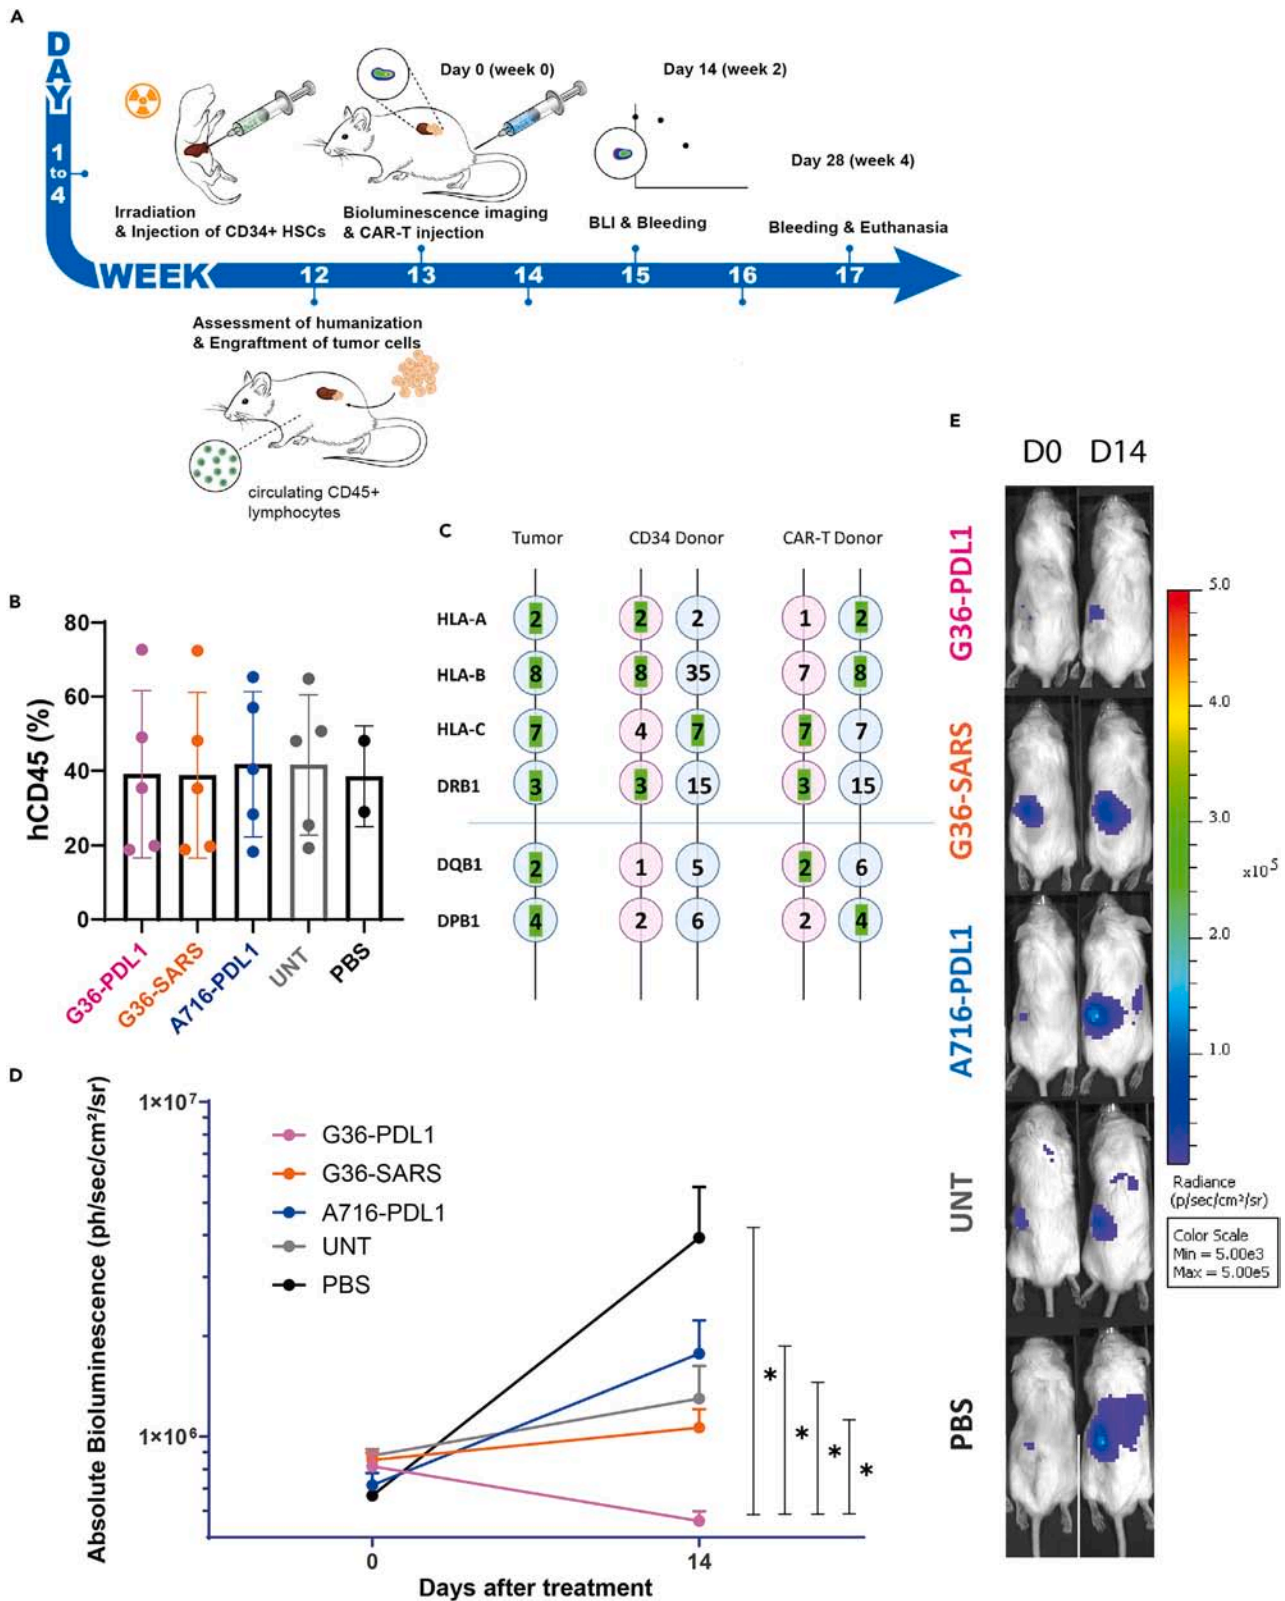 A
DAY
1
to
4
Day 0 (week 0)
Day 14 (week 2)
Day 28 (week 4)
Irradiation
& Injection of CD34+ HSCs
Bioluminescence imaging
& CAR-T injection
BLI & Bleeding
Bleeding & Euthanasia
WEEK 12 13 14 15 16 17
Assessment of humanization
& Engraftment of tumor cells
circulating CD45+
lymphocytes
B
hCD45 (%)
80
60
40
20
0
G36-PDL1
G36-SARS
A716-PDL1
UNT
PBS
C
Tumor CD34 Donor CAR-T Donor
HLA-A 2 2 2 1 2
HLA-B 8 8 35 7 8
HLA-C 7 4 7 7 7
DRB1 3 3 15 3 15
DQB1 2 1 5 2 6
DPB1 4 2 6 2 4
D
Absolute Bioluminescence (ph/sec/cm²/sr)
1×10⁷
1×10⁶
G36-PDL1
G36-SARS
A716-PDL1
UNT
PBS
*
*
*
*
0 14
Days after treatment
E
D0 D14
G36-PDL1
G36-SARS
A716-PDL1
UNT
PBS
5.0
4.0
3.0
x10⁵
2.0
1.0
Radiance
(p/sec/cm²/sr)
Color Scale
Min = 5.00e3
Max = 5.00e5